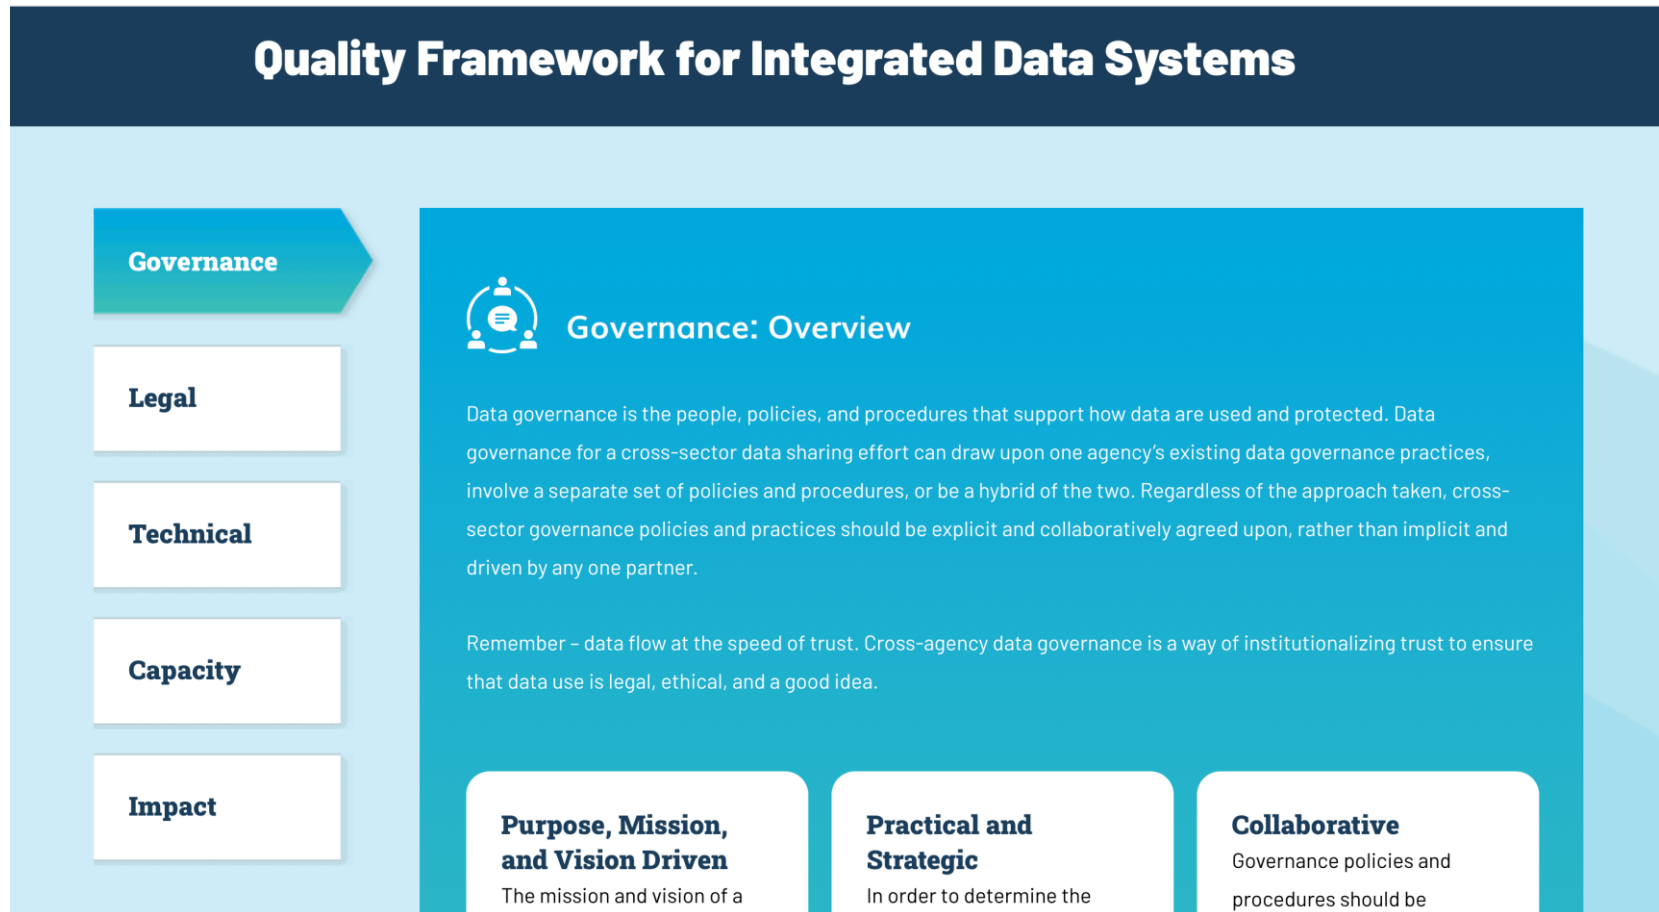 Quality Framework for Integrated Data Systems
Governance
Legal
Technical
Capacity
Impact
Governance: Overview
Data governance is the people, policies, and procedures that support how data are used and protected. Data
governance for a cross-sector data sharing effort can draw upon one agency’s existing data governance practices,
involve a separate set of policies and procedures, or be a hybrid of the two. Regardless of the approach taken, cross-
sector governance policies and practices should be explicit and collaboratively agreed upon, rather than implicit and
driven by any one partner.
Remember – data flow at the speed of trust. Cross-agency data governance is a way of institutionalizing trust to ensure
that data use is legal, ethical, and a good idea.
Purpose, Mission,
and Vision Driven
The mission and vision of a
Practical and
Strategic
In order to determine the
Collaborative
Governance policies and
procedures should be